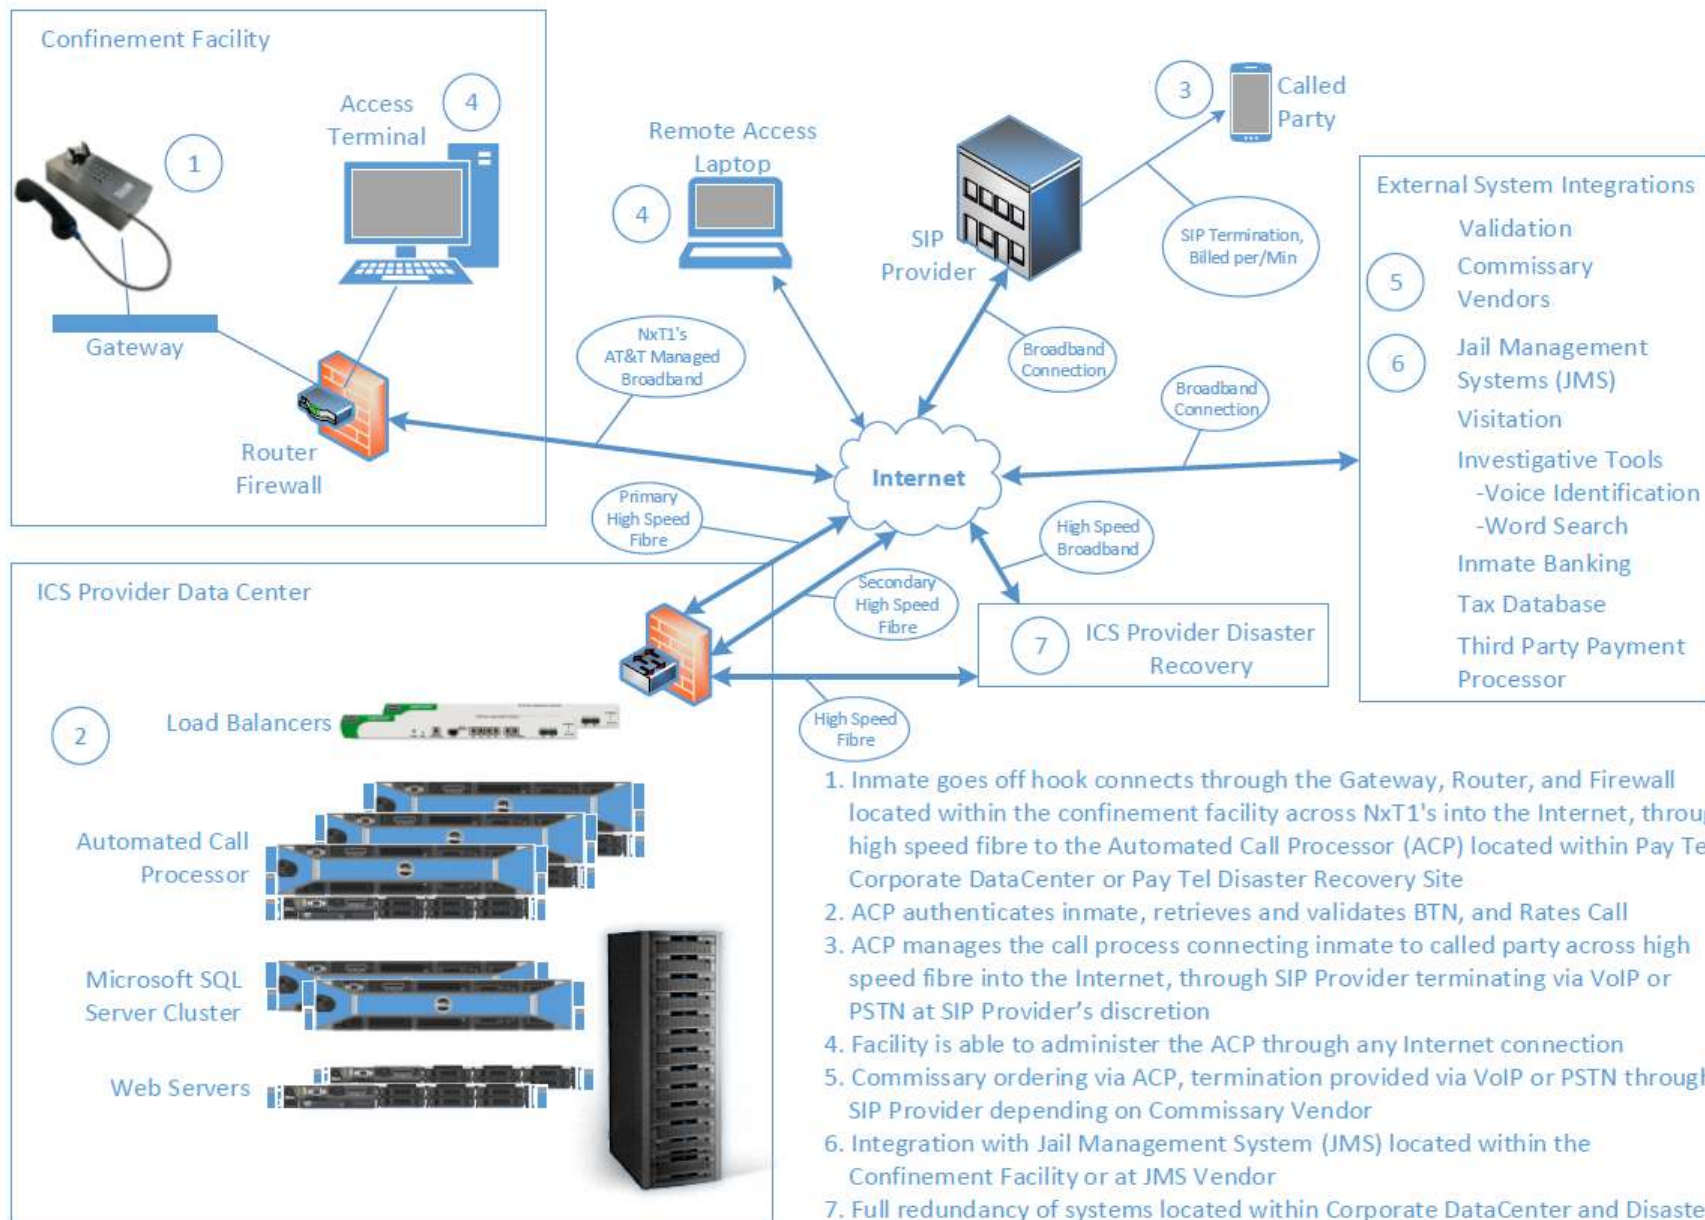 Confinement Facility
Access
Terminal
4
1
Gateway
Router
Firewall
NxT1's
AT&T Managed
Broadband
Remote Access
Laptop
4
SIP
Provider
3
Called
Party
SIP Termination,
Billed per/Min
Broadband
Connection
Broadband
Connection
Internet
External System Integrations
Validation
5
Commissary
Vendors
6
Jail Management
Systems (JMS)
Visitation
Investigative Tools
-Voice Identification
-Word Search
Inmate Banking
Tax Database
Third Party Payment
Processor
Primary
High Speed
Fibre
Secondary
High Speed
Fibre
High Speed
Broadband
7
ICS Provider Disaster
Recovery
High Speed
Fibre
ICS Provider Data Center
2
Load Balancers
Automated Call
Processor
Microsoft SQL
Server Cluster
Web Servers
1. Inmate goes off hook connects through the Gateway, Router, and Firewall
located within the confinement facility across NxT1's into the Internet, throu
high speed fibre to the Automated Call Processor (ACP) located within Pay Te
Corporate DataCenter or Pay Tel Disaster Recovery Site
2. ACP authenticates inmate, retrieves and validates BTN, and Rates Call
3. ACP manages the call process connecting inmate to called party across high
speed fibre into the Internet, through SIP Provider terminating via VoIP or
PSTN at SIP Provider’s discretion
4. Facility is able to administer the ACP through any Internet connection
5. Commissary ordering via ACP, termination provided via VoIP or PSTN through
SIP Provider depending on Commissary Vendor
6. Integration with Jail Management System (JMS) located within the
Confinement Facility or at JMS Vendor
7. Full redundancy of systems located within Corporate DataCenter and Disaste